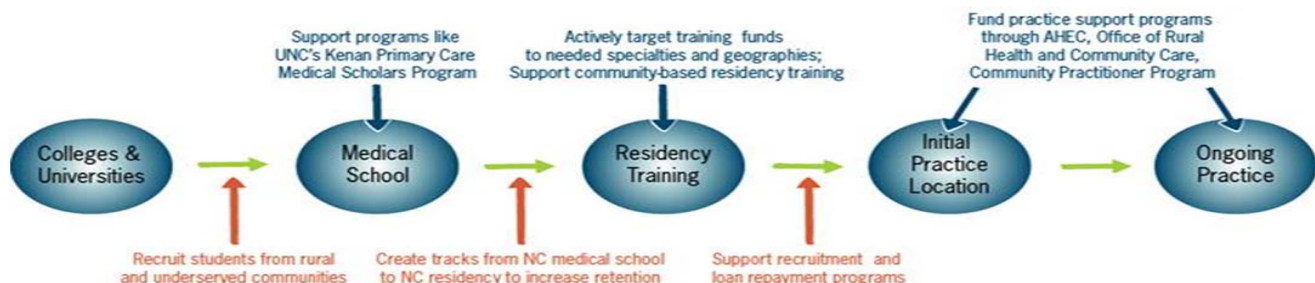 Support programs like
UNC's Kenan Primary Care
Medical Scholars Program
Actively target training funds
to needed specialties and geographies;
Support community-based residency training
Fund practice support programs
through AHEC, Office of Rural
Health and Community Care,
Community Practitioner Program
Colleges &
Universities
Medical
School
Residency
Training
Initial
Practice
Location
Ongoing
Practice
Recruit students from rural
and underserved communities
Create tracks from NC medical school
to NC residency to increase retention
Support recruitment and
loan repayment programs